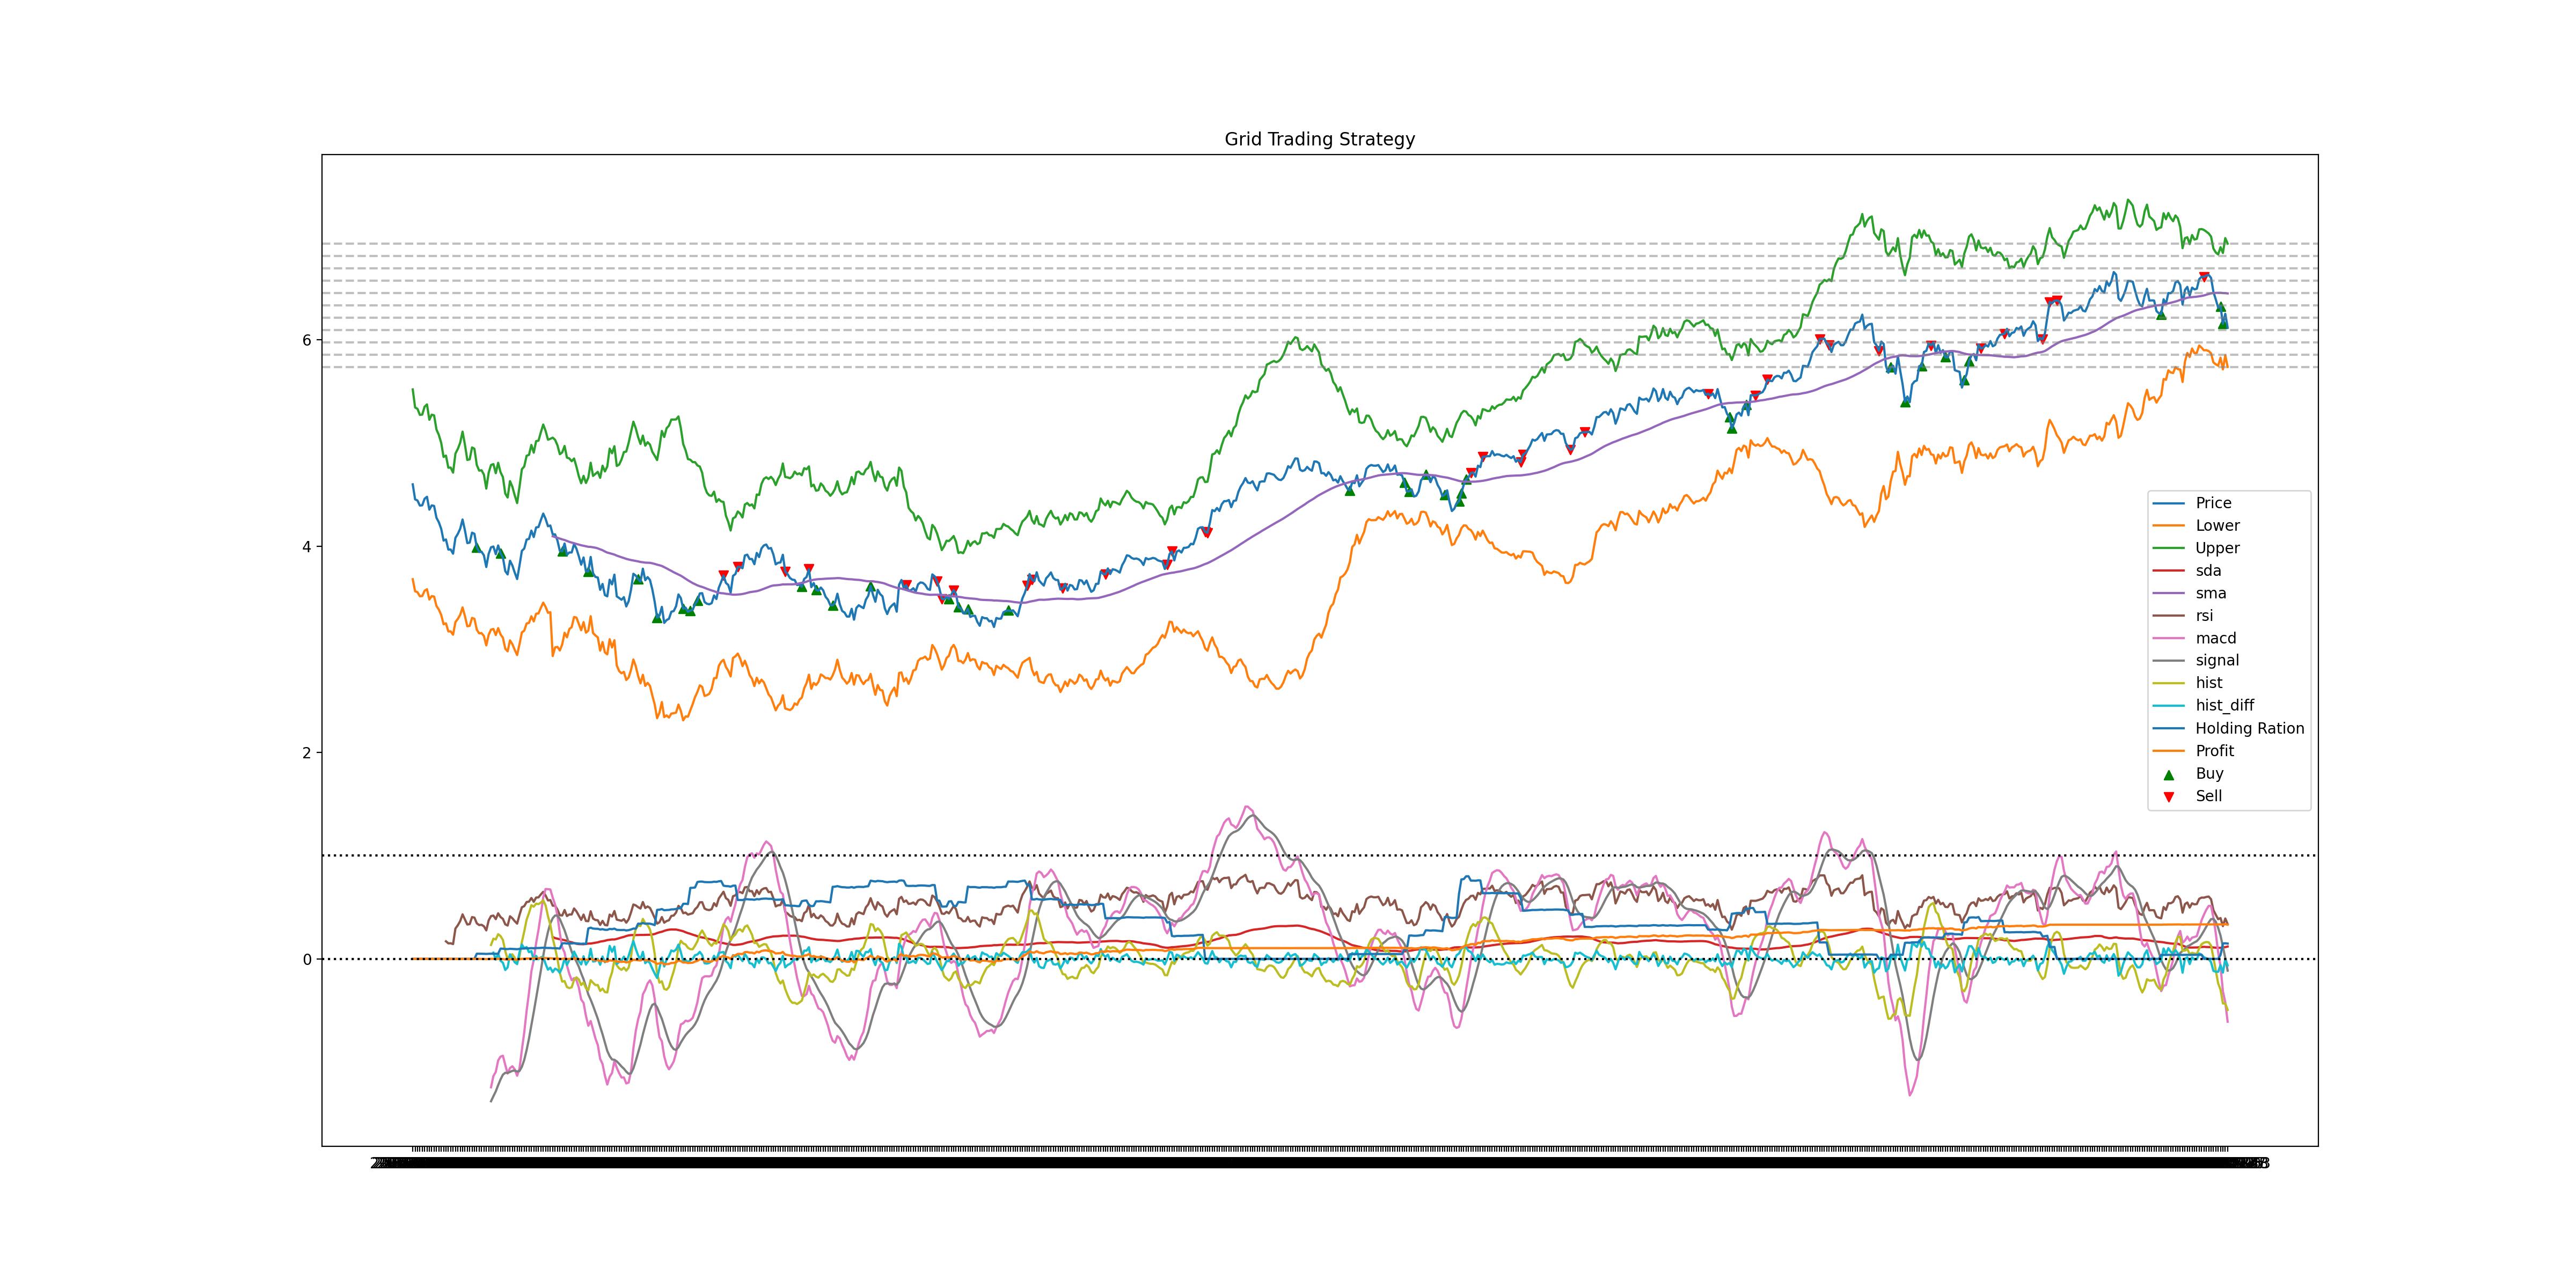 Grid Trading Strategy
6
4
2
0
Price
Lower
Upper
sda
sma
rsi
macd
signal
hist
hist_diff
Holding Ration
Profit
Buy
Sell